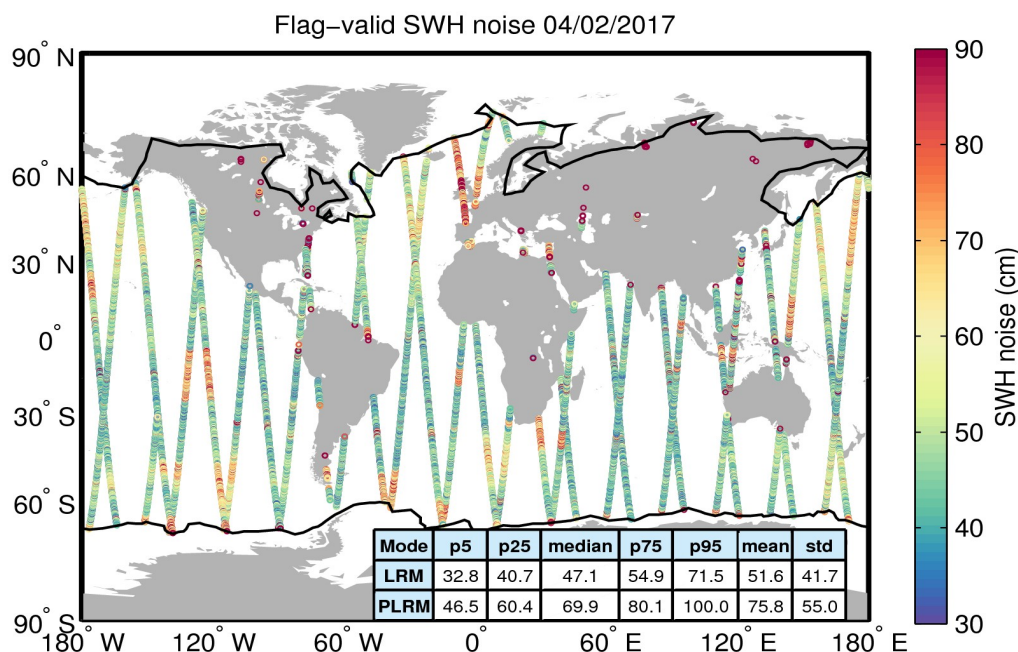 Flag−valid SWH noise 04/02/2017
90° N
60° N
30° N
0°
30° S
60° S
90° S
180° W
120° W
60° W
0°
60° E
120° E
180° E
Mode p5 p25 median p75 p95 mean std
LRM 32.8 40.7 47.1 54.9 71.5 51.6 41.7
PLRM 46.5 60.4 69.9 80.1 100.0 75.8 55.0
90
80
70
60
50
40
30
SWH noise (cm)